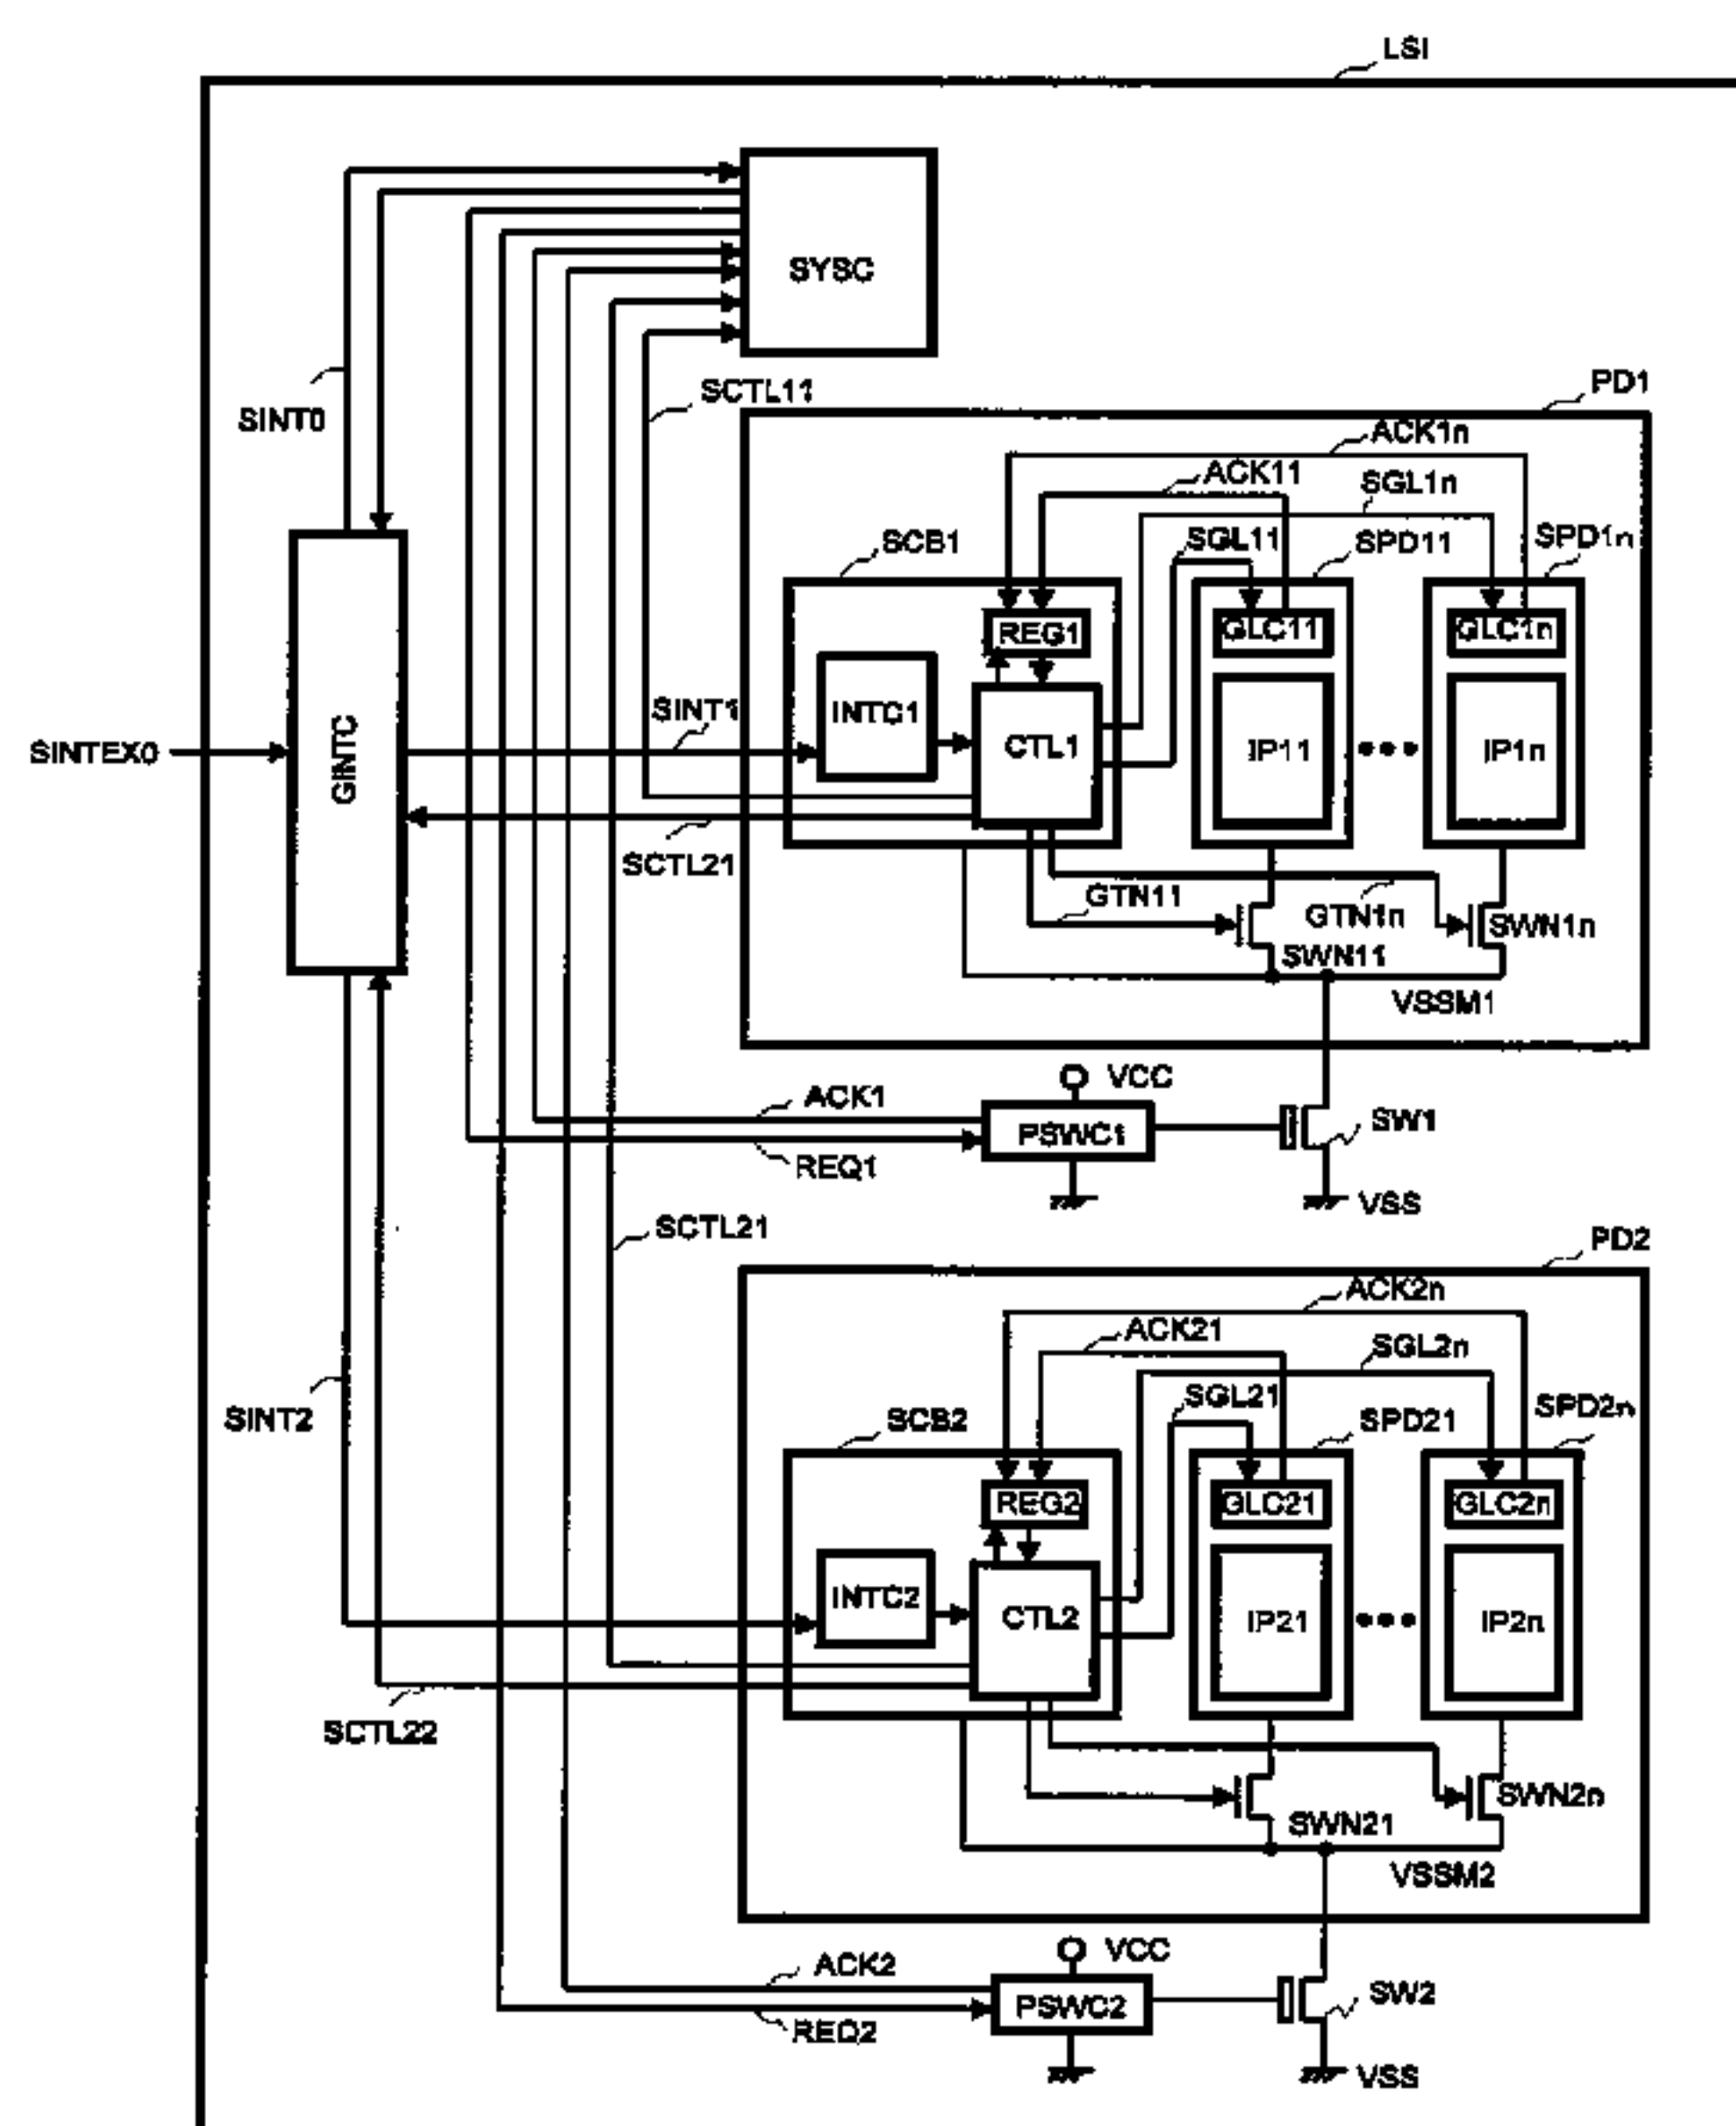 LSI
SYSC
SCTL11
PD1
SINT0
ACK1n
ACK11
SGL1n
SCB1
SGL11
SPD11
SPD1n
REG1
GLC11
GLC1n
SINT1
INTC1
CTL1
IP11
IP1n
SINTEX0
GINTC
SCTL21
GTN11
GTN1n
SWN1n
SWN11
VSSM1
VCC
ACK1
PSWC1
SW1
REQ1
VSS
SCTL21
PD2
ACK2n
ACK21
SGL2n
SGL21
SINT2
SCB2
SPD21
SPD2n
REG2
GLC21
GLC2n
INTC2
CTL2
IP21
IP2n
SCTL22
SWN2n
SWN21
VSSM2
VCC
ACK2
PSWC2
SW2
REQ2
VSS